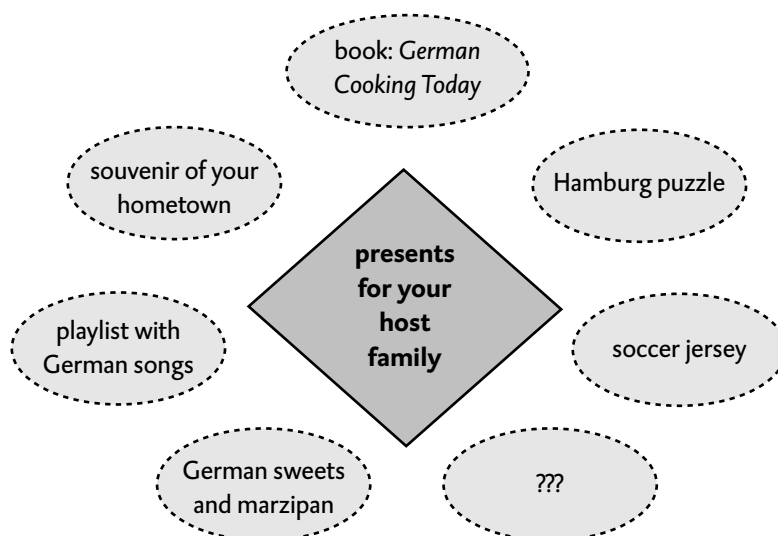 book: German
Cooking Today
souvenir of your
hometown
Hamburg puzzle
presents
for your
host
family
playlist with
German songs
soccer jersey
German sweets
and marzipan
???